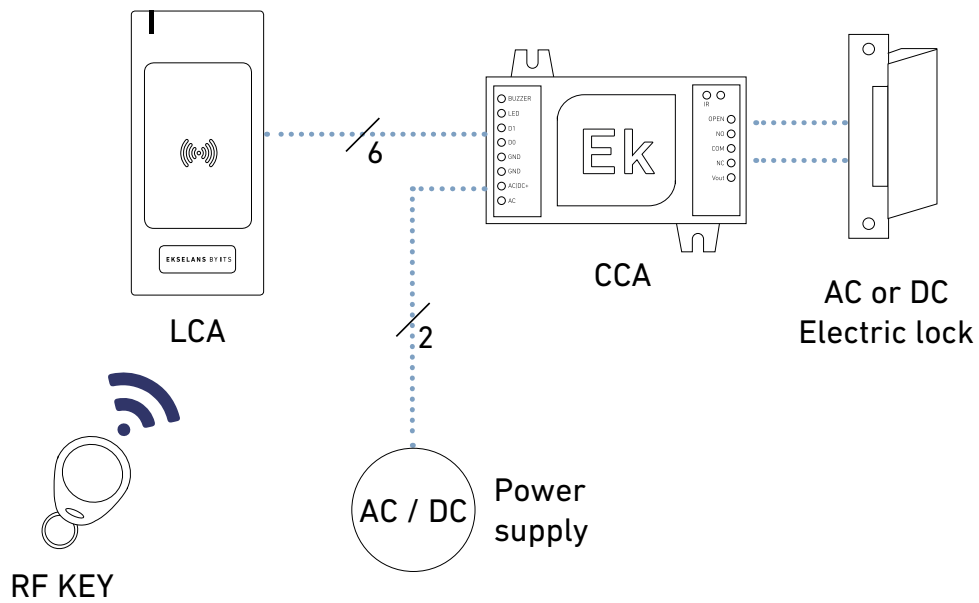 BUZZER
LED
D1
D0
GND
GND
AC|DC+
AC
Ek
IR
OPEN
NO
COM
NC
Vout
6
EKSELANS BY ITS
LCA
CCA
AC or DC
Electric lock
2
AC / DC
Power
supply
RF KEY